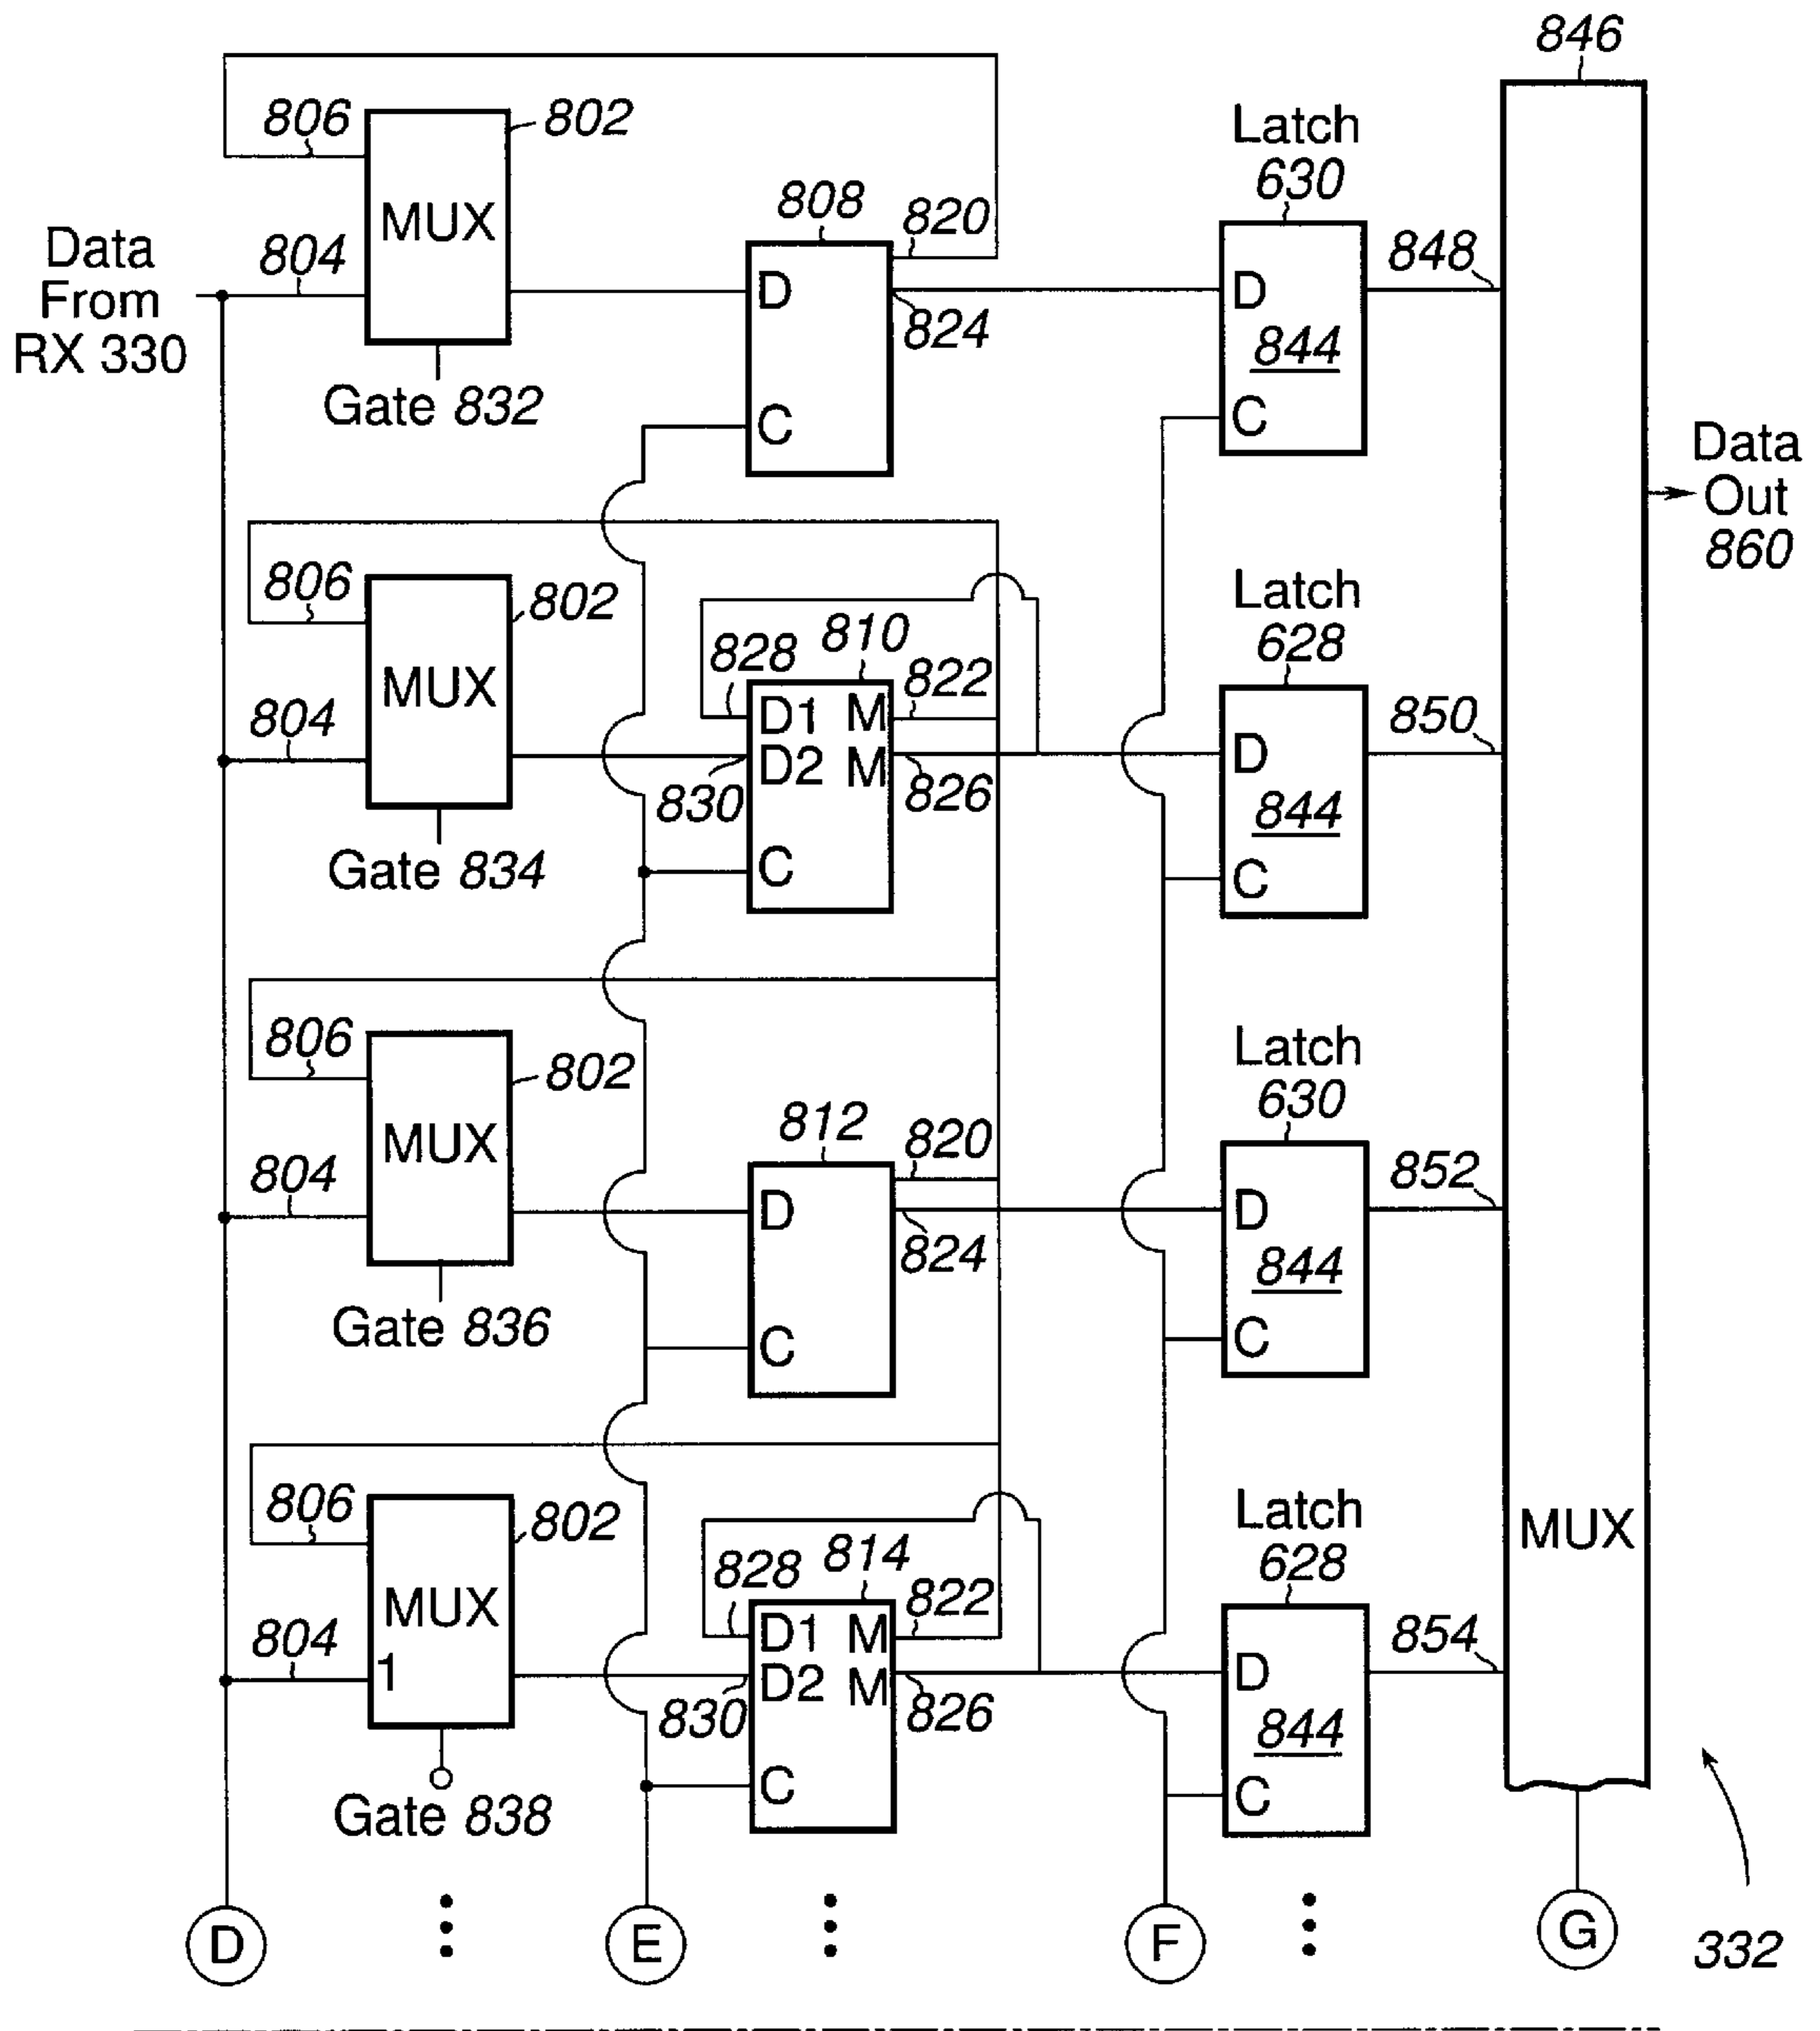 846
806
802
Latch
630
MUX
808
820
Data
From
RX 330
804
D
824
D
844
848
Gate 832
C
C
Data
Out
860
806
802
Latch
628
MUX
828
810
822
D1 M
804
D2 M
830
826
D
844
850
Gate 834
C
C
806
802
Latch
630
MUX
812
820
804
D
824
D
844
852
Gate 836
C
C
806
802
Latch
628
MUX
MUX
828
814
822
D1 M
804
1
D2 M
830
826
D
844
854
Gate 838
C
C
D
E
F
G
332